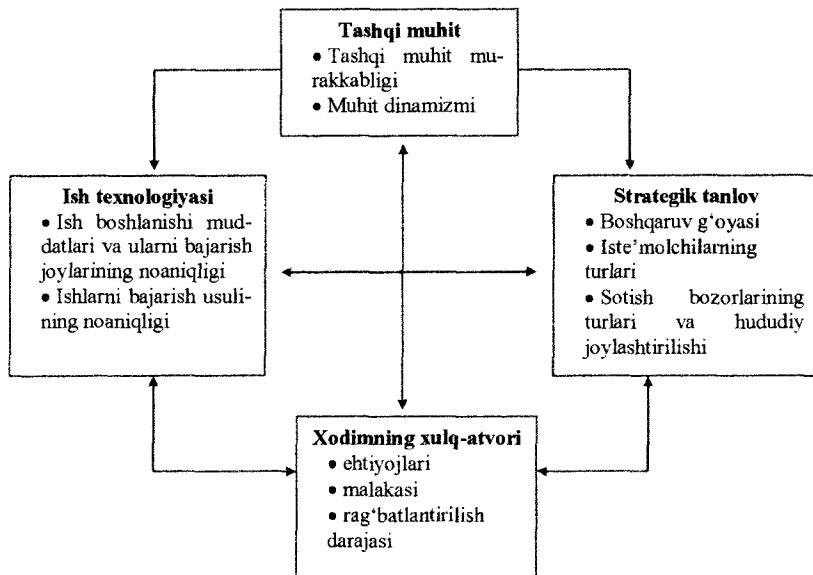 Tashqi muhit
• Tashqi muhit mu-
rakkabligi
• Muhit dinamizmi
Ish texnologiyasi
• Ish boshlanishi mud-
datlari va ularni bajarish
joylarining noaniqligi
• Ishlarni bajarish usuli-
ning noaniqligi
Strategik tanlov
• Boshqaruv g‘oyasi
• Iste’molchilarning
turlari
• Sotish bozorlarining
turlari va hududiy
joylashtirilishi
Xodimning xulq-atvori
• ehtiyojlari
• malakasi
• rag‘batlantirilish
darajasi